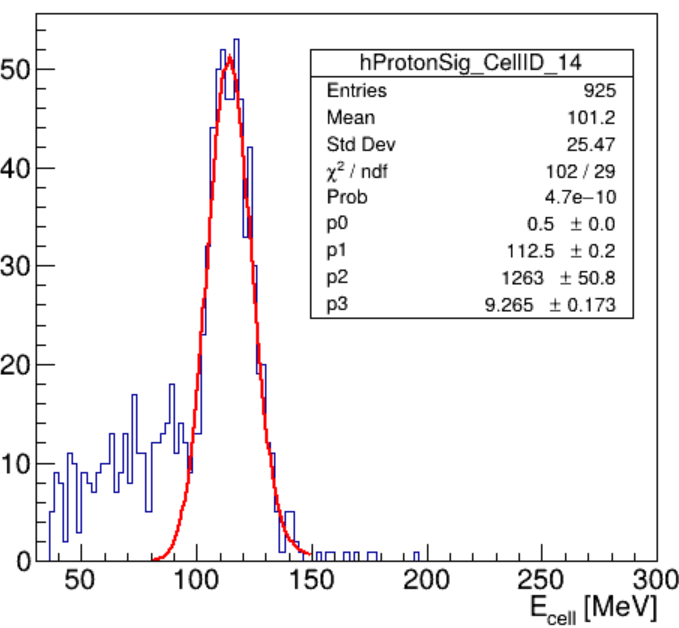 hProtonSig_CellID_14
Entries 925
Mean 101.2
Std Dev 25.47
χ² / ndf 102 / 29
Prob 4.7e−10
p0 0.5 ± 0.0
p1 112.5 ± 0.2
p2 1263 ± 50.8
p3 9.265 ± 0.173
50
40
30
20
10
0
50 100 150 200 250 300
E_cell [MeV]